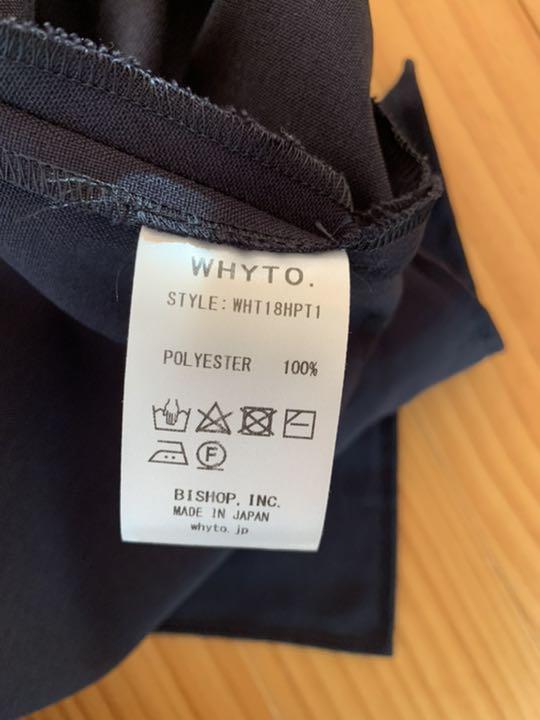 WHYTO.
STYLE: WHT18HPT1
POLYESTER 100%
F
BISHOP, INC.
MADE IN JAPAN
whyto.jp